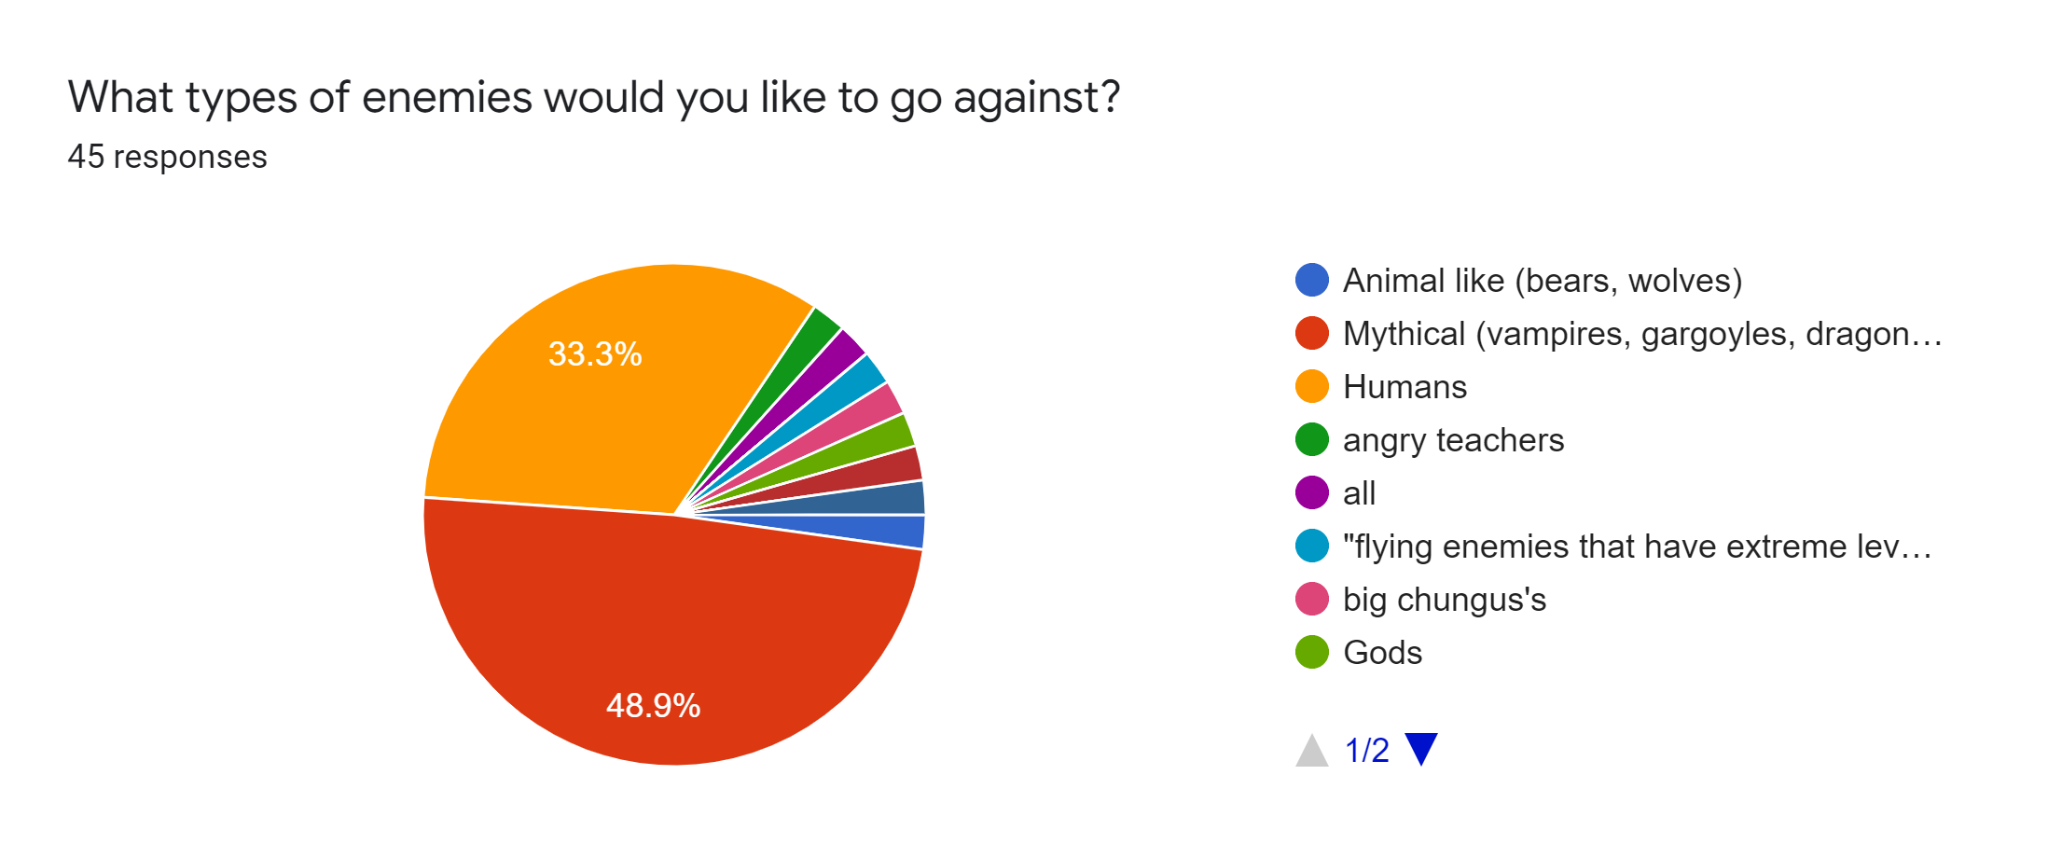 What types of enemies would you like to go against?
45 responses
33.3%
48.9%
Animal like (bears, wolves)
Mythical (vampires, gargoyles, dragon…
Humans
angry teachers
all
"flying enemies that have extreme lev…
big chungus's
Gods
1/2